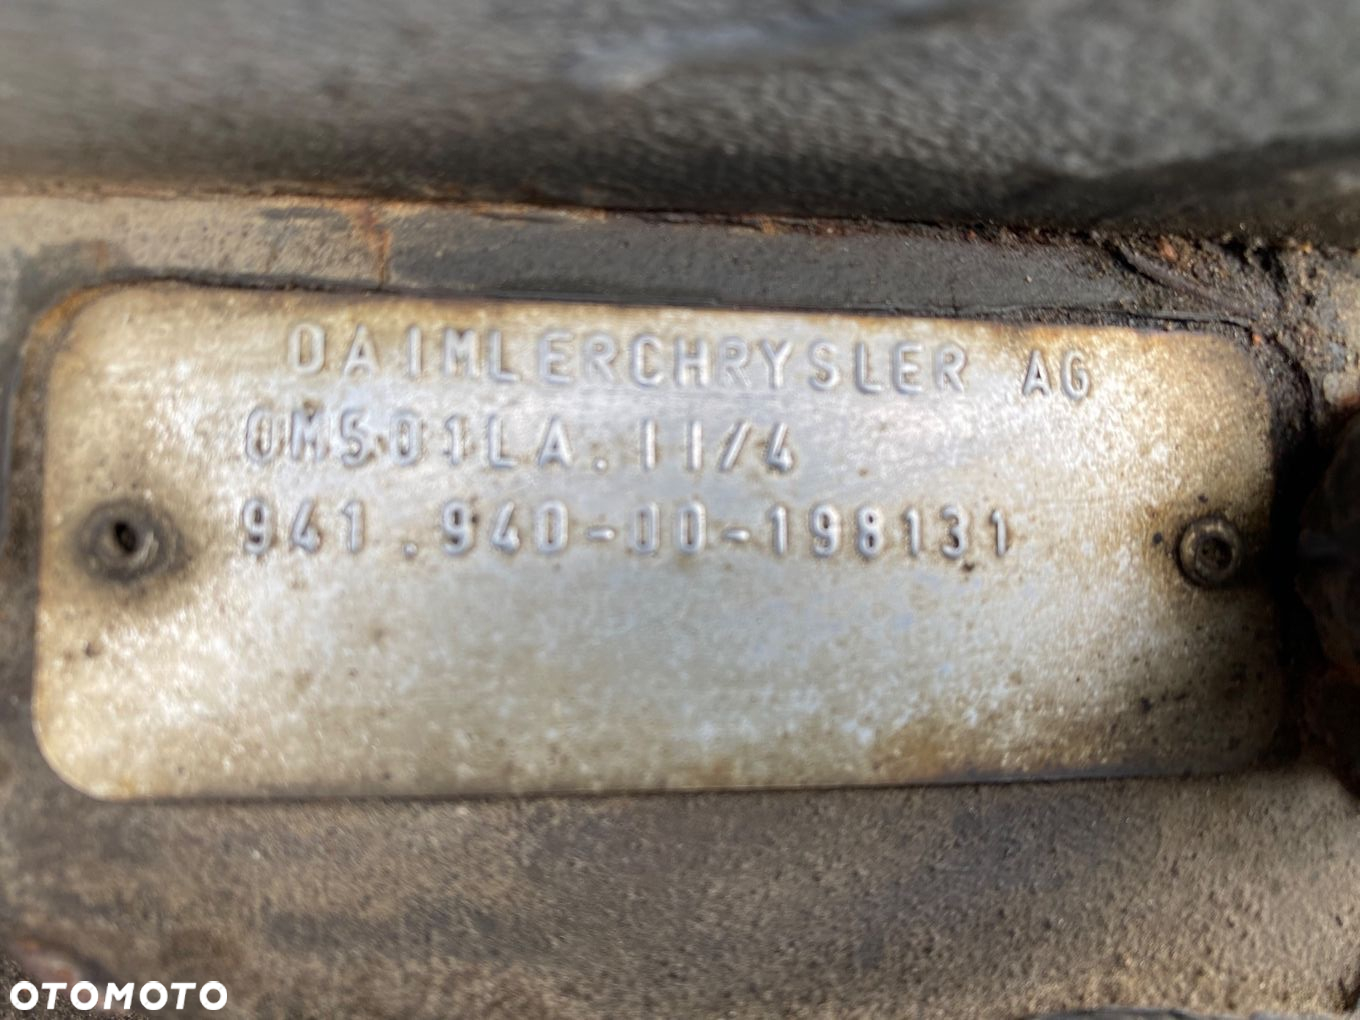 DAIMLERCHRYSLER AG
OM501LA.II/4
941.940-00-198131
OTOMOTO